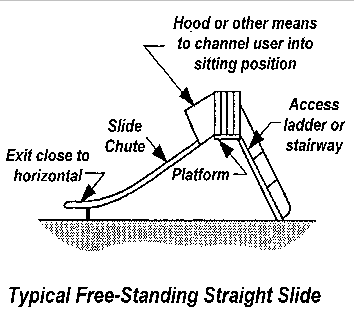 Hood or other means
to channel user into
sitting position
Slide
Chute
Access
ladder or
stairway
Exit close to
horizontal
Platform
Typical Free-Standing Straight Slide